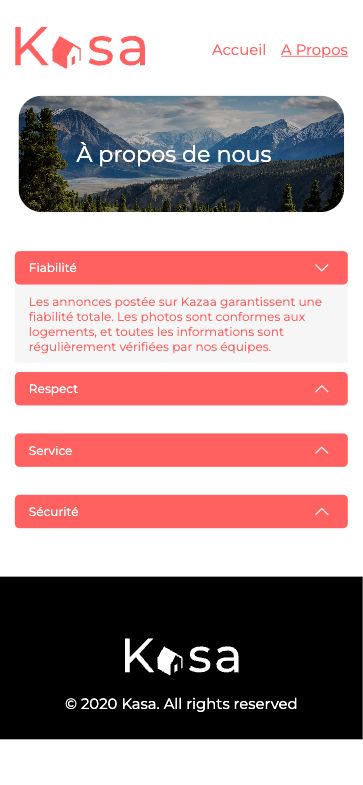 Kasa
Accueil A Propos
À propos de nous
Fiabilité
Les annonces postée sur Kazaa garantissent une
fiabilité totale. Les photos sont conformes aux
logements, et toutes les informations sont
régulièrement vérifiées par nos équipes.
Respect
Service
Sécurité
Kasa
© 2020 Kasa. All rights reserved